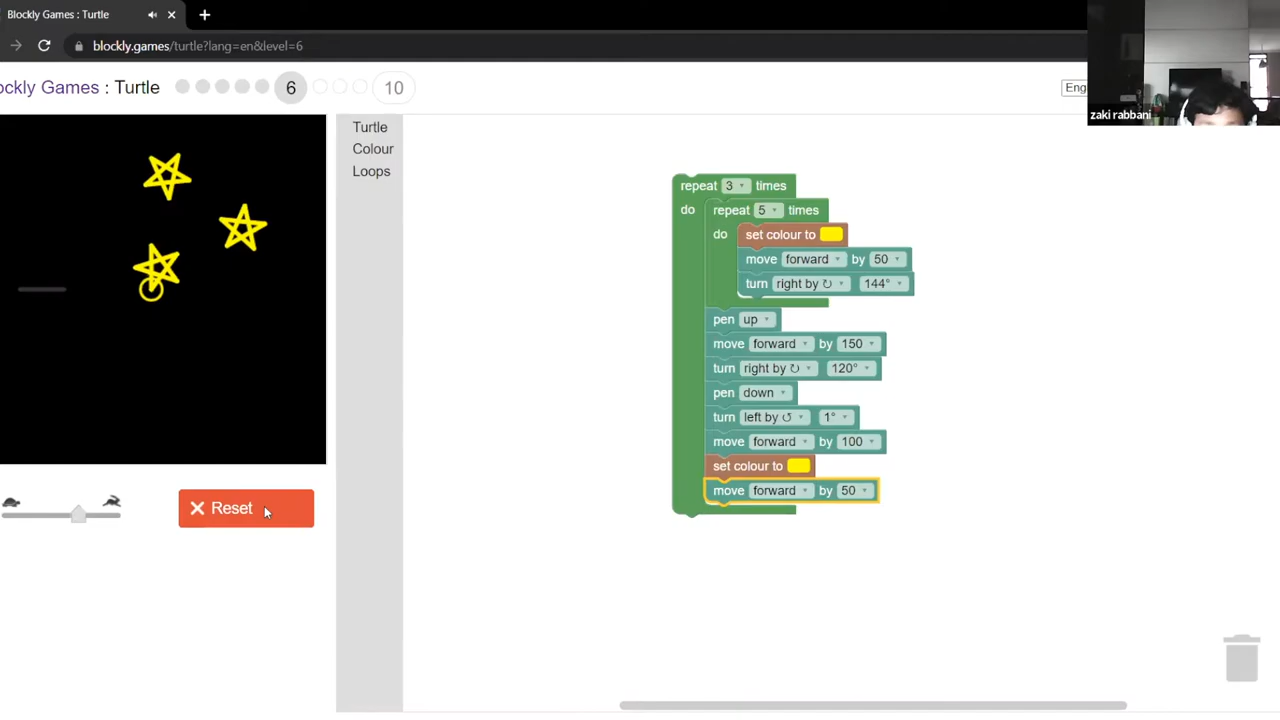 Blockly Games : Turtle
blockly.games/turtle?lang=en&level=6
ockly Games : Turtle
6
10
Eng
zaki rabbani
Turtle
Colour
Loops
repeat 3 times
do
repeat 5 times
do
set colour to
move forward by 50
turn right by ↻ 144°
pen up
move forward by 150
turn right by ↻ 120°
pen down
turn left by ↺ 1°
move forward by 100
set colour to
move forward by 50
Reset